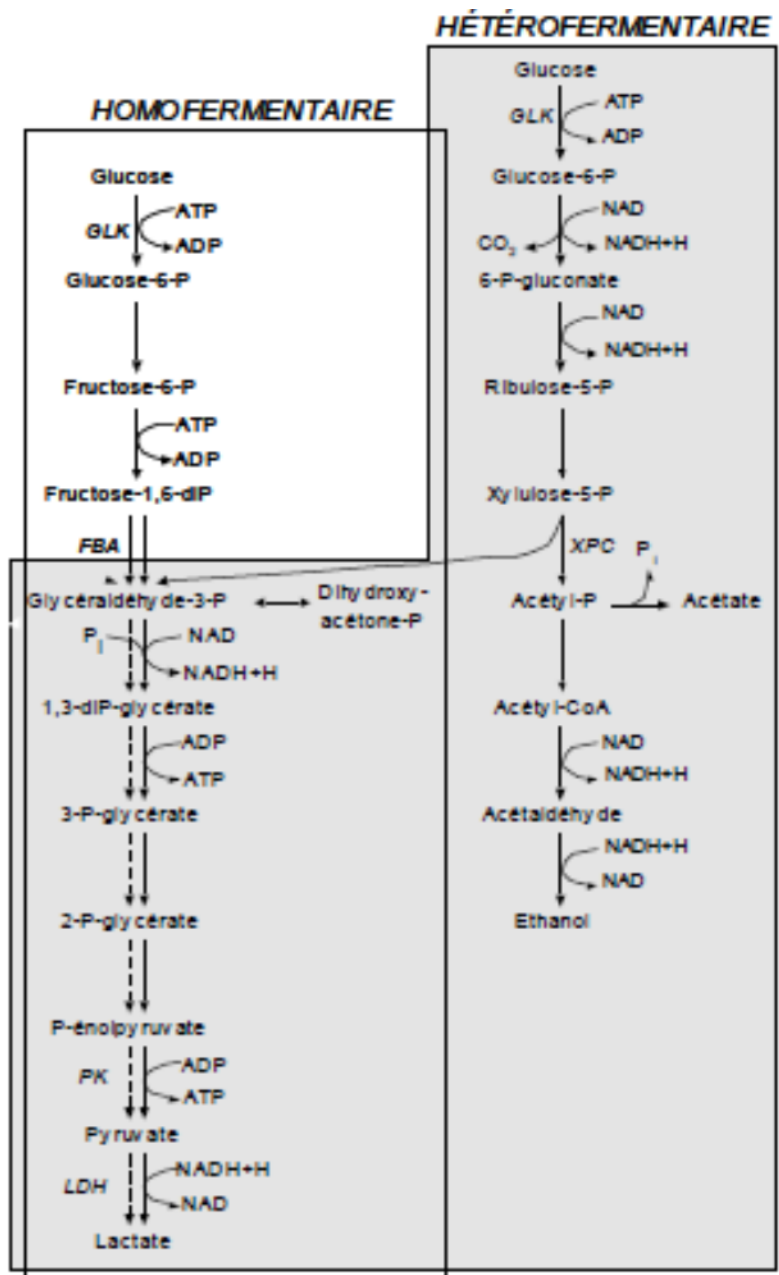 HÉTÉROFERMENTAIRE
Glucose
GLK
ATP
ADP
Glucose-6-P
NAD
CO2
NADH+H
6-P-gluconate
NAD
NADH+H
Ribulose-5-P
Xylulose-5-P
XPC
Pi
Acétyl-P
Acétate
Acétyl-CoA
NAD
NADH+H
Acétaldéhyde
NADH+H
NAD
Ethanol
HOMOFERMENTAIRE
Glucose
GLK
ATP
ADP
Glucose-6-P
Fructose-6-P
ATP
ADP
Fructose-1,6-diP
FBA
Glycéraldéhyde-3-P
Dihydroxy-
acétone-P
Pi
NAD
NADH+H
1,3-diP-glycérate
ADP
ATP
3-P-glycérate
2-P-glycérate
P-énolpyruvate
PK
ADP
ATP
Pyruvate
LDH
NADH+H
NAD
Lactate